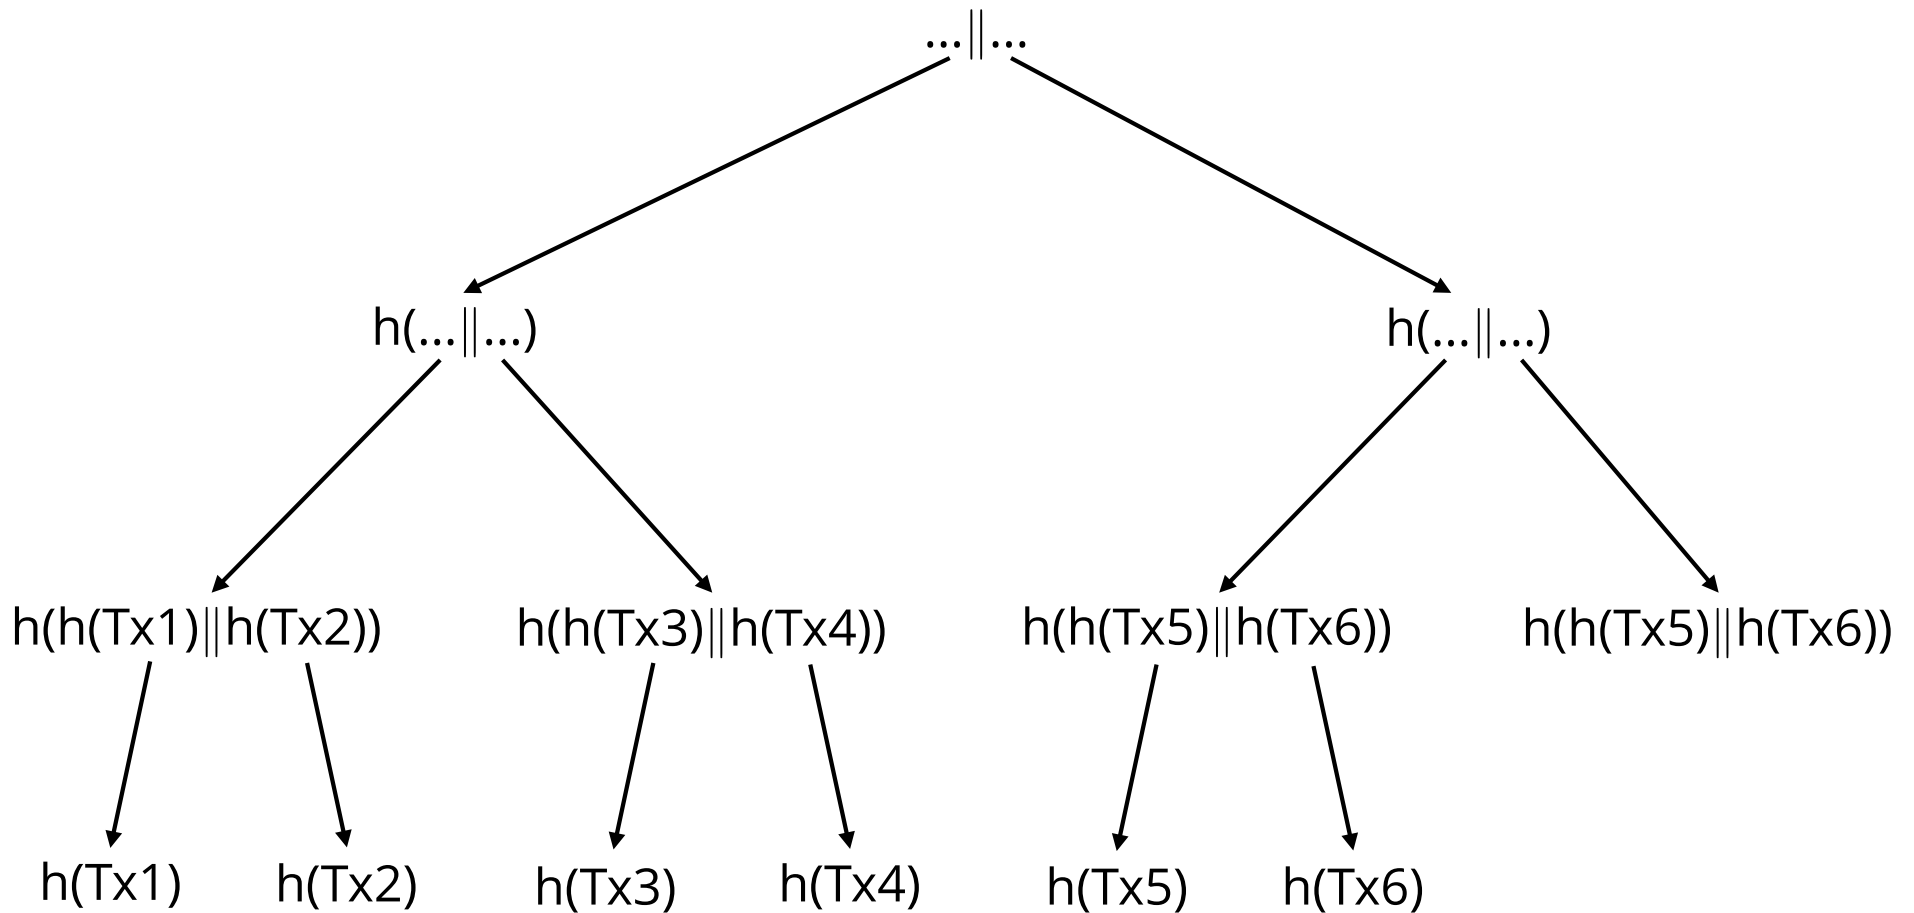 ...||...
h(...||...)
h(...||...)
h(h(Tx1)||h(Tx2))
h(h(Tx3)||h(Tx4))
h(h(Tx5)||h(Tx6))
h(h(Tx5)||h(Tx6))
h(Tx1)
h(Tx2)
h(Tx3)
h(Tx4)
h(Tx5)
h(Tx6)